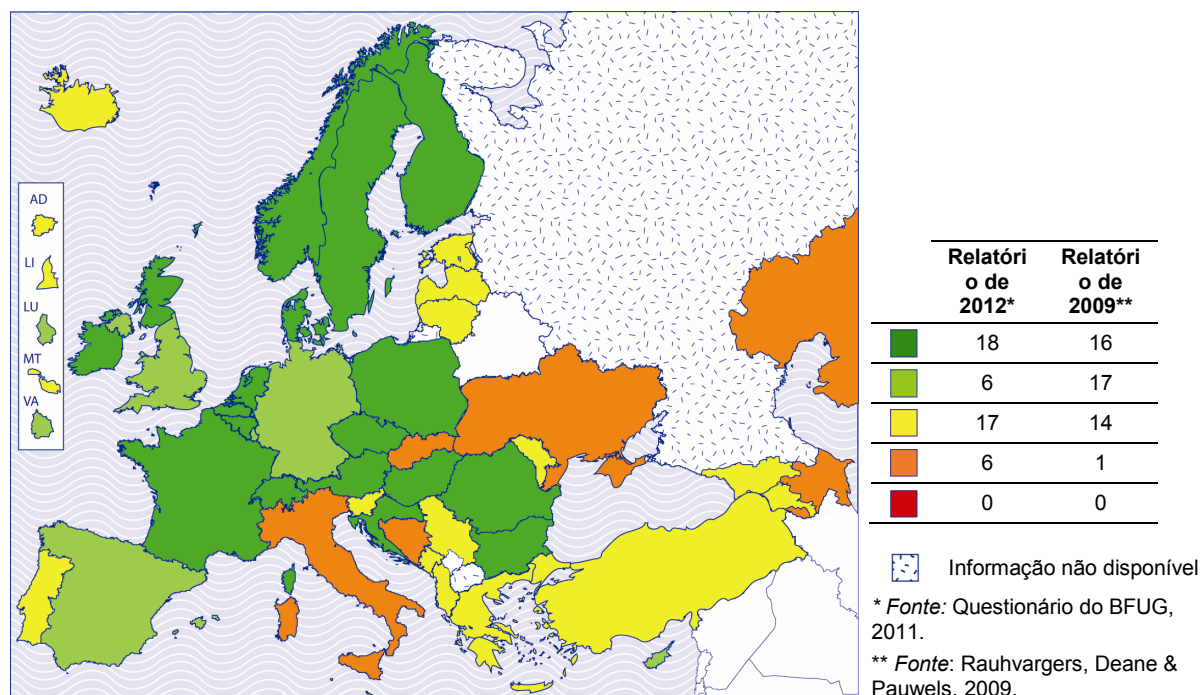 AD
LI
LU
MT
VA
Relatóri Relatóri
o de o de
2012* 2009**
18 16
6 17
17 14
6 1
0 0
Informação não disponível
* Fonte: Questionário do BFUG,
2011.
** Fonte: Rauhvargers, Deane &
Pauwels, 2009.